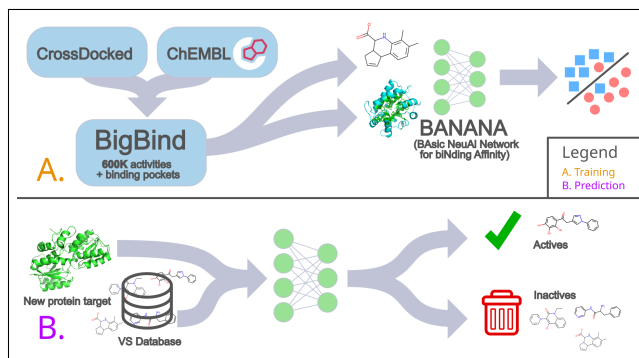 CrossDocked
ChEMBL
BigBind
600K activities
+ binding pockets
A.
BANANA
(BAsic NeuAl Network
for biNding Affinity)
Legend
A. Training
B. Prediction
New protein target
VS Database
B.
Actives
Inactives